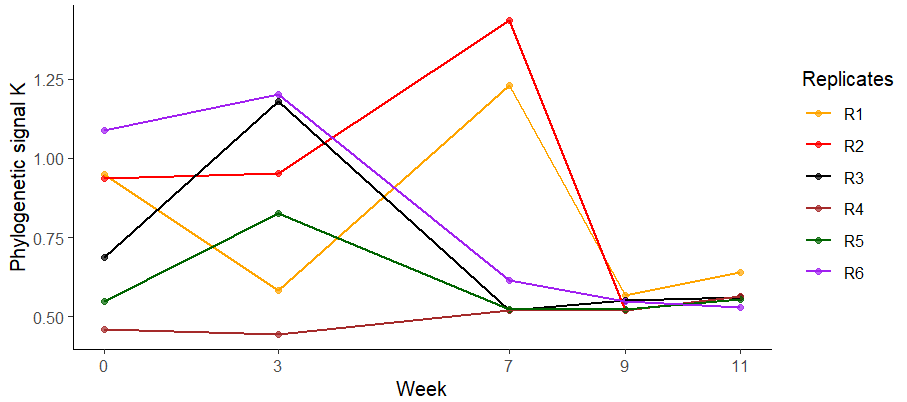 Phylogenetic signal K
1.25
1.00
0.75
0.50
0 3 7 9 11
Week
Replicates
R1
R2
R3
R4
R5
R6